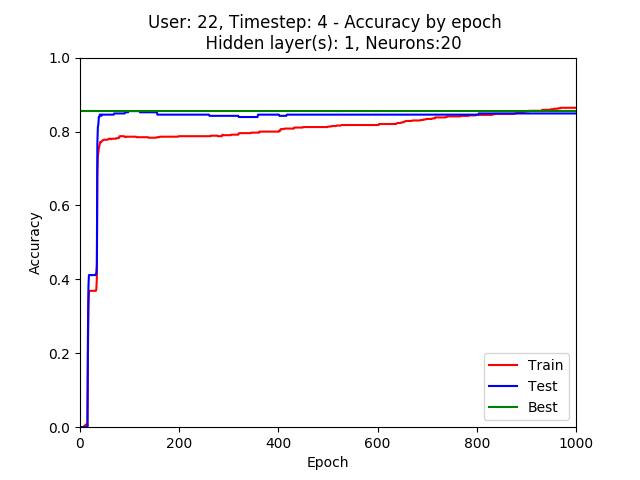 User: 22, Timestep: 4 - Accuracy by epoch
Hidden layer(s): 1, Neurons:20
1.0
0.8
0.6
0.4
0.2
0.0
Accuracy
0 200 400 600 800 1000
Epoch
Train
Test
Best